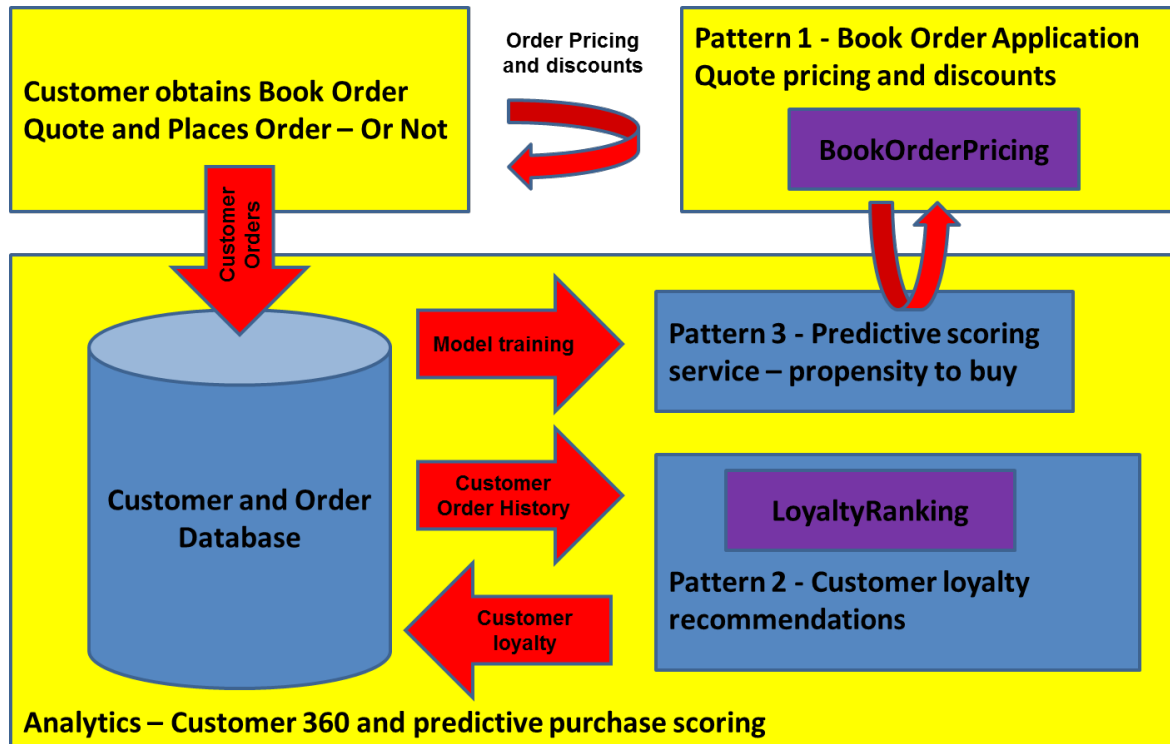 Customer obtains Book Order
Quote and Places Order – Or Not
Order Pricing
and discounts
Pattern 1 - Book Order Application
Quote pricing and discounts
BookOrderPricing
Customer
Orders
Model training
Pattern 3 - Predictive scoring
service – propensity to buy
Customer and Order
Database
Customer
Order History
LoyaltyRanking
Pattern 2 - Customer loyalty
recommendations
Customer
loyalty
Analytics – Customer 360 and predictive purchase scoring